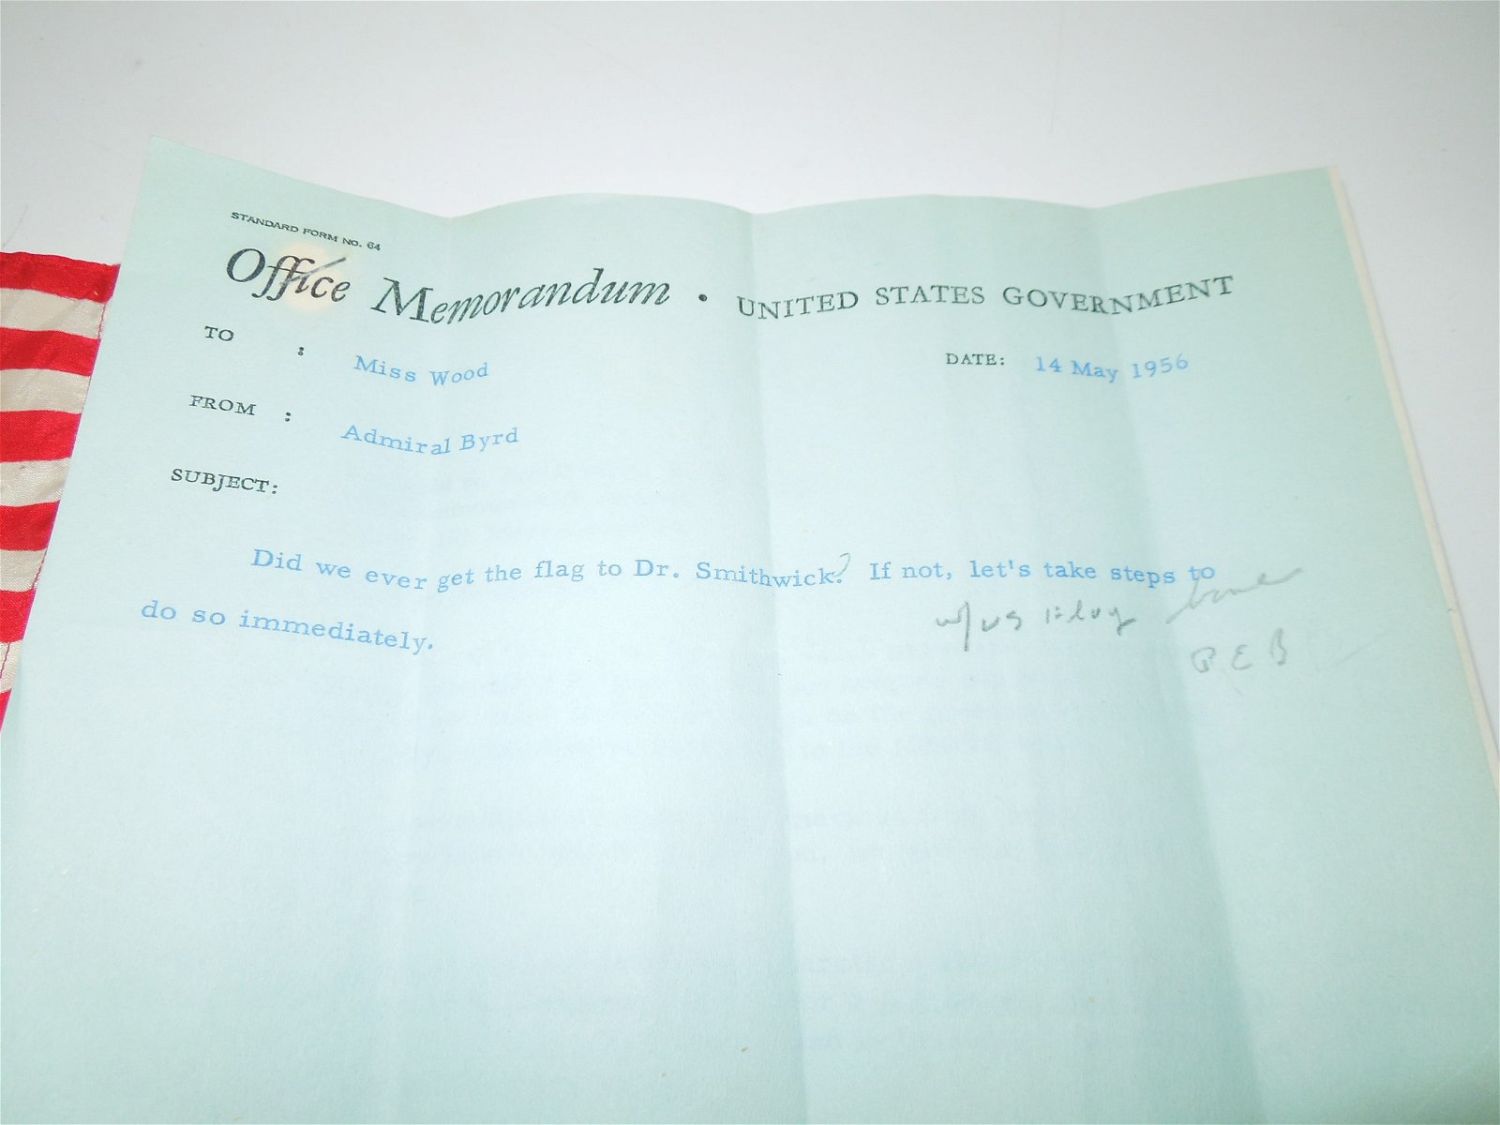 STANDARD FORM NO. 64
Office Memorandum • UNITED STATES GOVERNMENT
TO : Miss Wood DATE: 14 May 1956
FROM : Admiral Byrd
SUBJECT:
Did we ever get the flag to Dr. Smithwick? If not, let's take steps to
do so immediately.
w/us